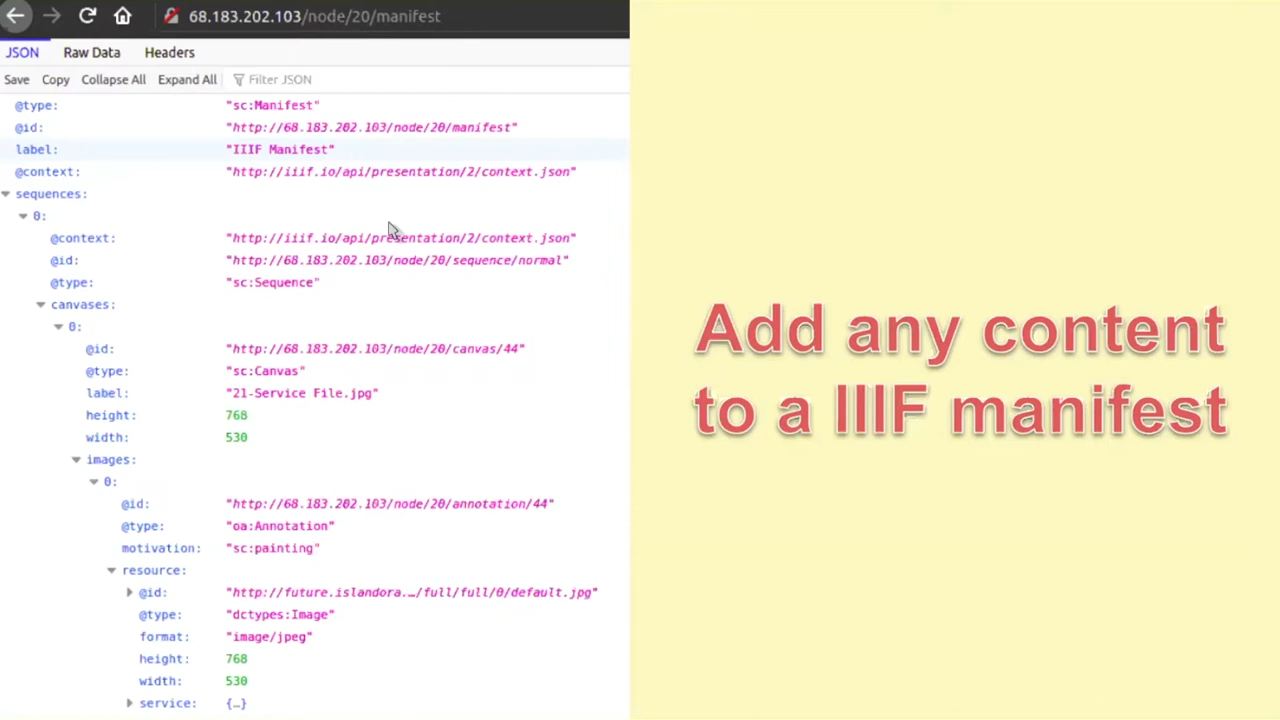 68.183.202.103/node/20/manifest
JSON Raw Data Headers
Save Copy Collapse All Expand All Filter JSON
@type: "sc:Manifest"
@id: "http://68.183.202.103/node/20/manifest"
label: "IIIF Manifest"
@context: "http://iiif.io/api/presentation/2/context.json"
sequences:
0:
@context: "http://iiif.io/api/presentation/2/context.json"
@id: "http://68.183.202.103/node/20/sequence/normal"
@type: "sc:Sequence"
canvases:
0:
@id: "http://68.183.202.103/node/20/canvas/44"
@type: "sc:Canvas"
label: "21-Service File.jpg"
height: 768
width: 530
images:
0:
@id: "http://68.183.202.103/node/20/annotation/44"
@type: "oa:Annotation"
motivation: "sc:painting"
resource:
@id: "http://future.islandora.…/full/full/0/default.jpg"
@type: "dctypes:Image"
format: "image/jpeg"
height: 768
width: 530
service: {…}
Add any content
to a IIIF manifest